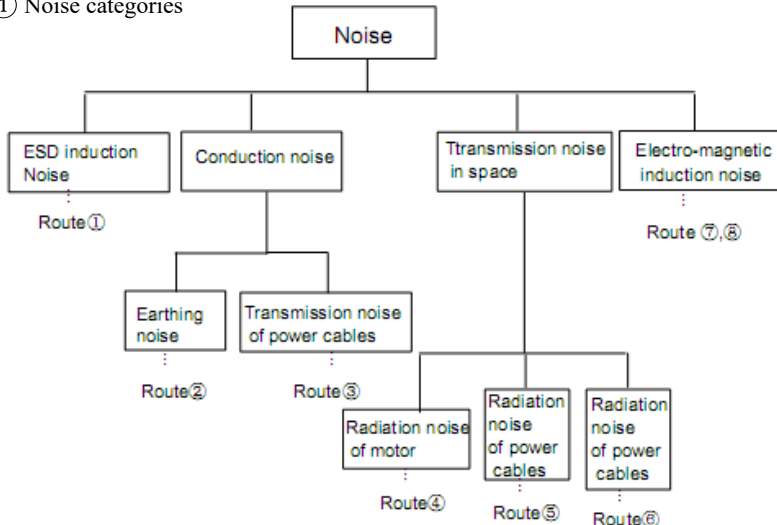 ① Noise categories
Noise
ESD induction
Noise
Conduction noise
Ttransmission noise
in space
Electro-magnetic
induction noise
Route①
Route ⑦,⑧
Earthing
noise
Transmission noise
of power cables
Route②
Route③
Radiation noise
of motor
Radiation
noise
of power
cables
Radiation
noise
of power
cables
Route④
Route⑤
Route⑥